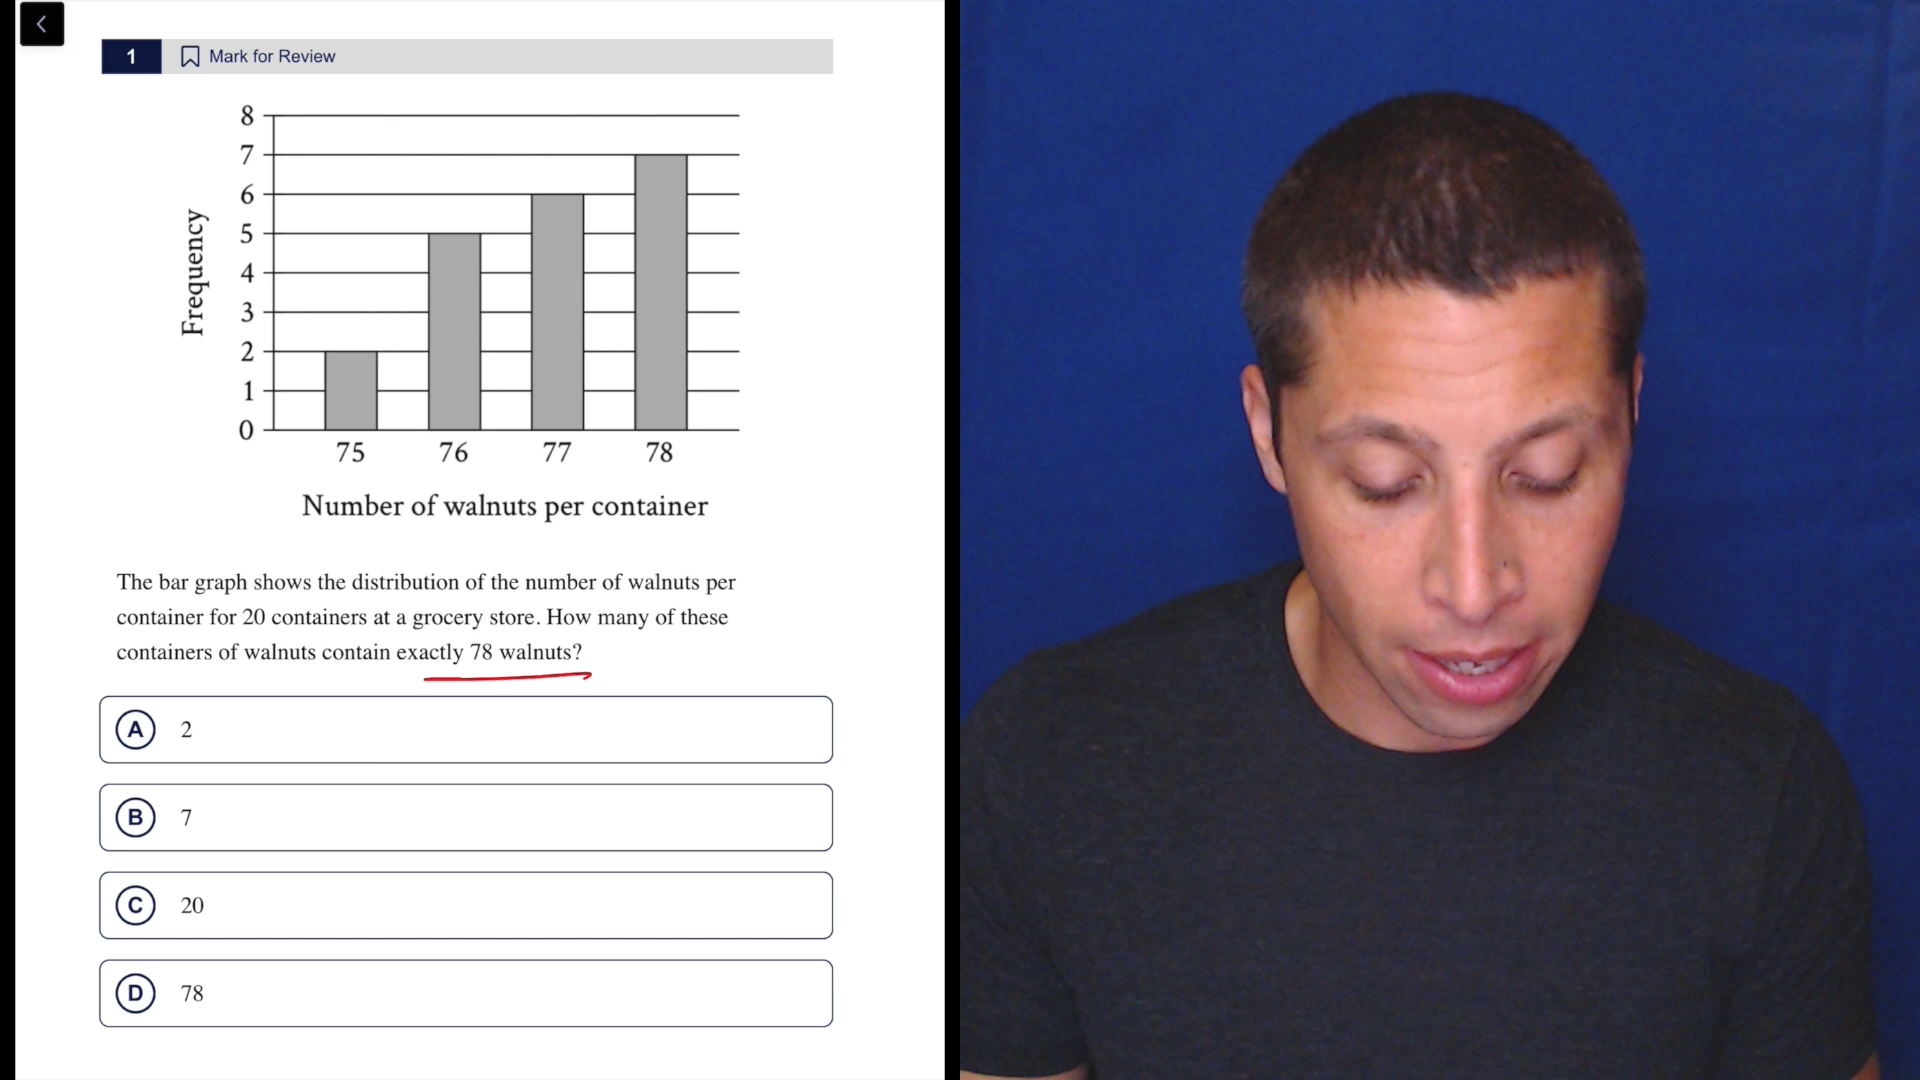 1 Mark for Review
8
7
6
5
4
3
2
1
0
Frequency
75 76 77 78
Number of walnuts per container
The bar graph shows the distribution of the number of walnuts per
container for 20 containers at a grocery store. How many of these
containers of walnuts contain exactly 78 walnuts?
A 2
B 7
C 20
D 78